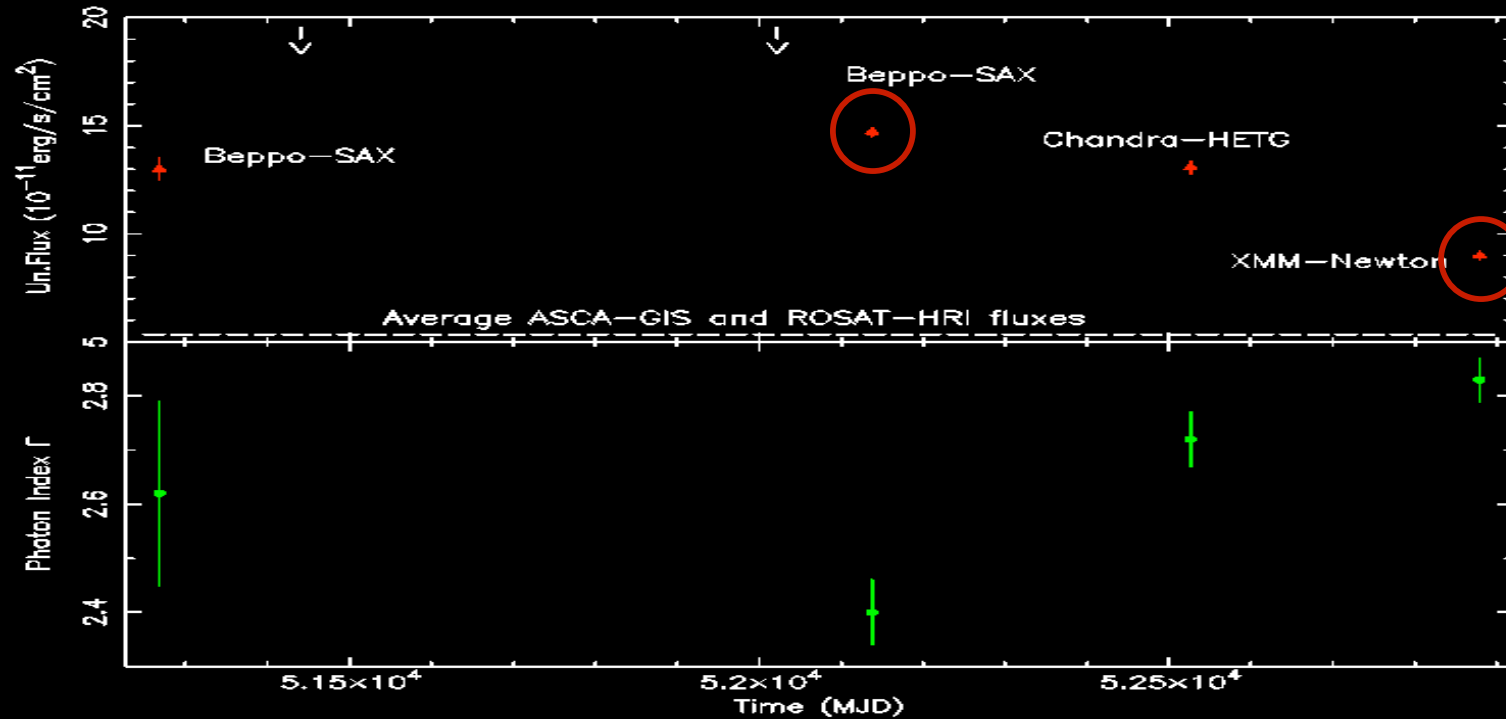 20
Beppo-SAX
15
Chandra-HETG
Beppo-SAX
Un.Flux (10⁻¹¹erg/s/cm²)
10
XMM-Newton
Average ASCA-GIS and ROSAT-HRI fluxes
5
2.8
Photon Index Γ
2.6
2.4
5.15×10⁴ 5.2×10⁴ 5.25×10⁴
Time (MJD)